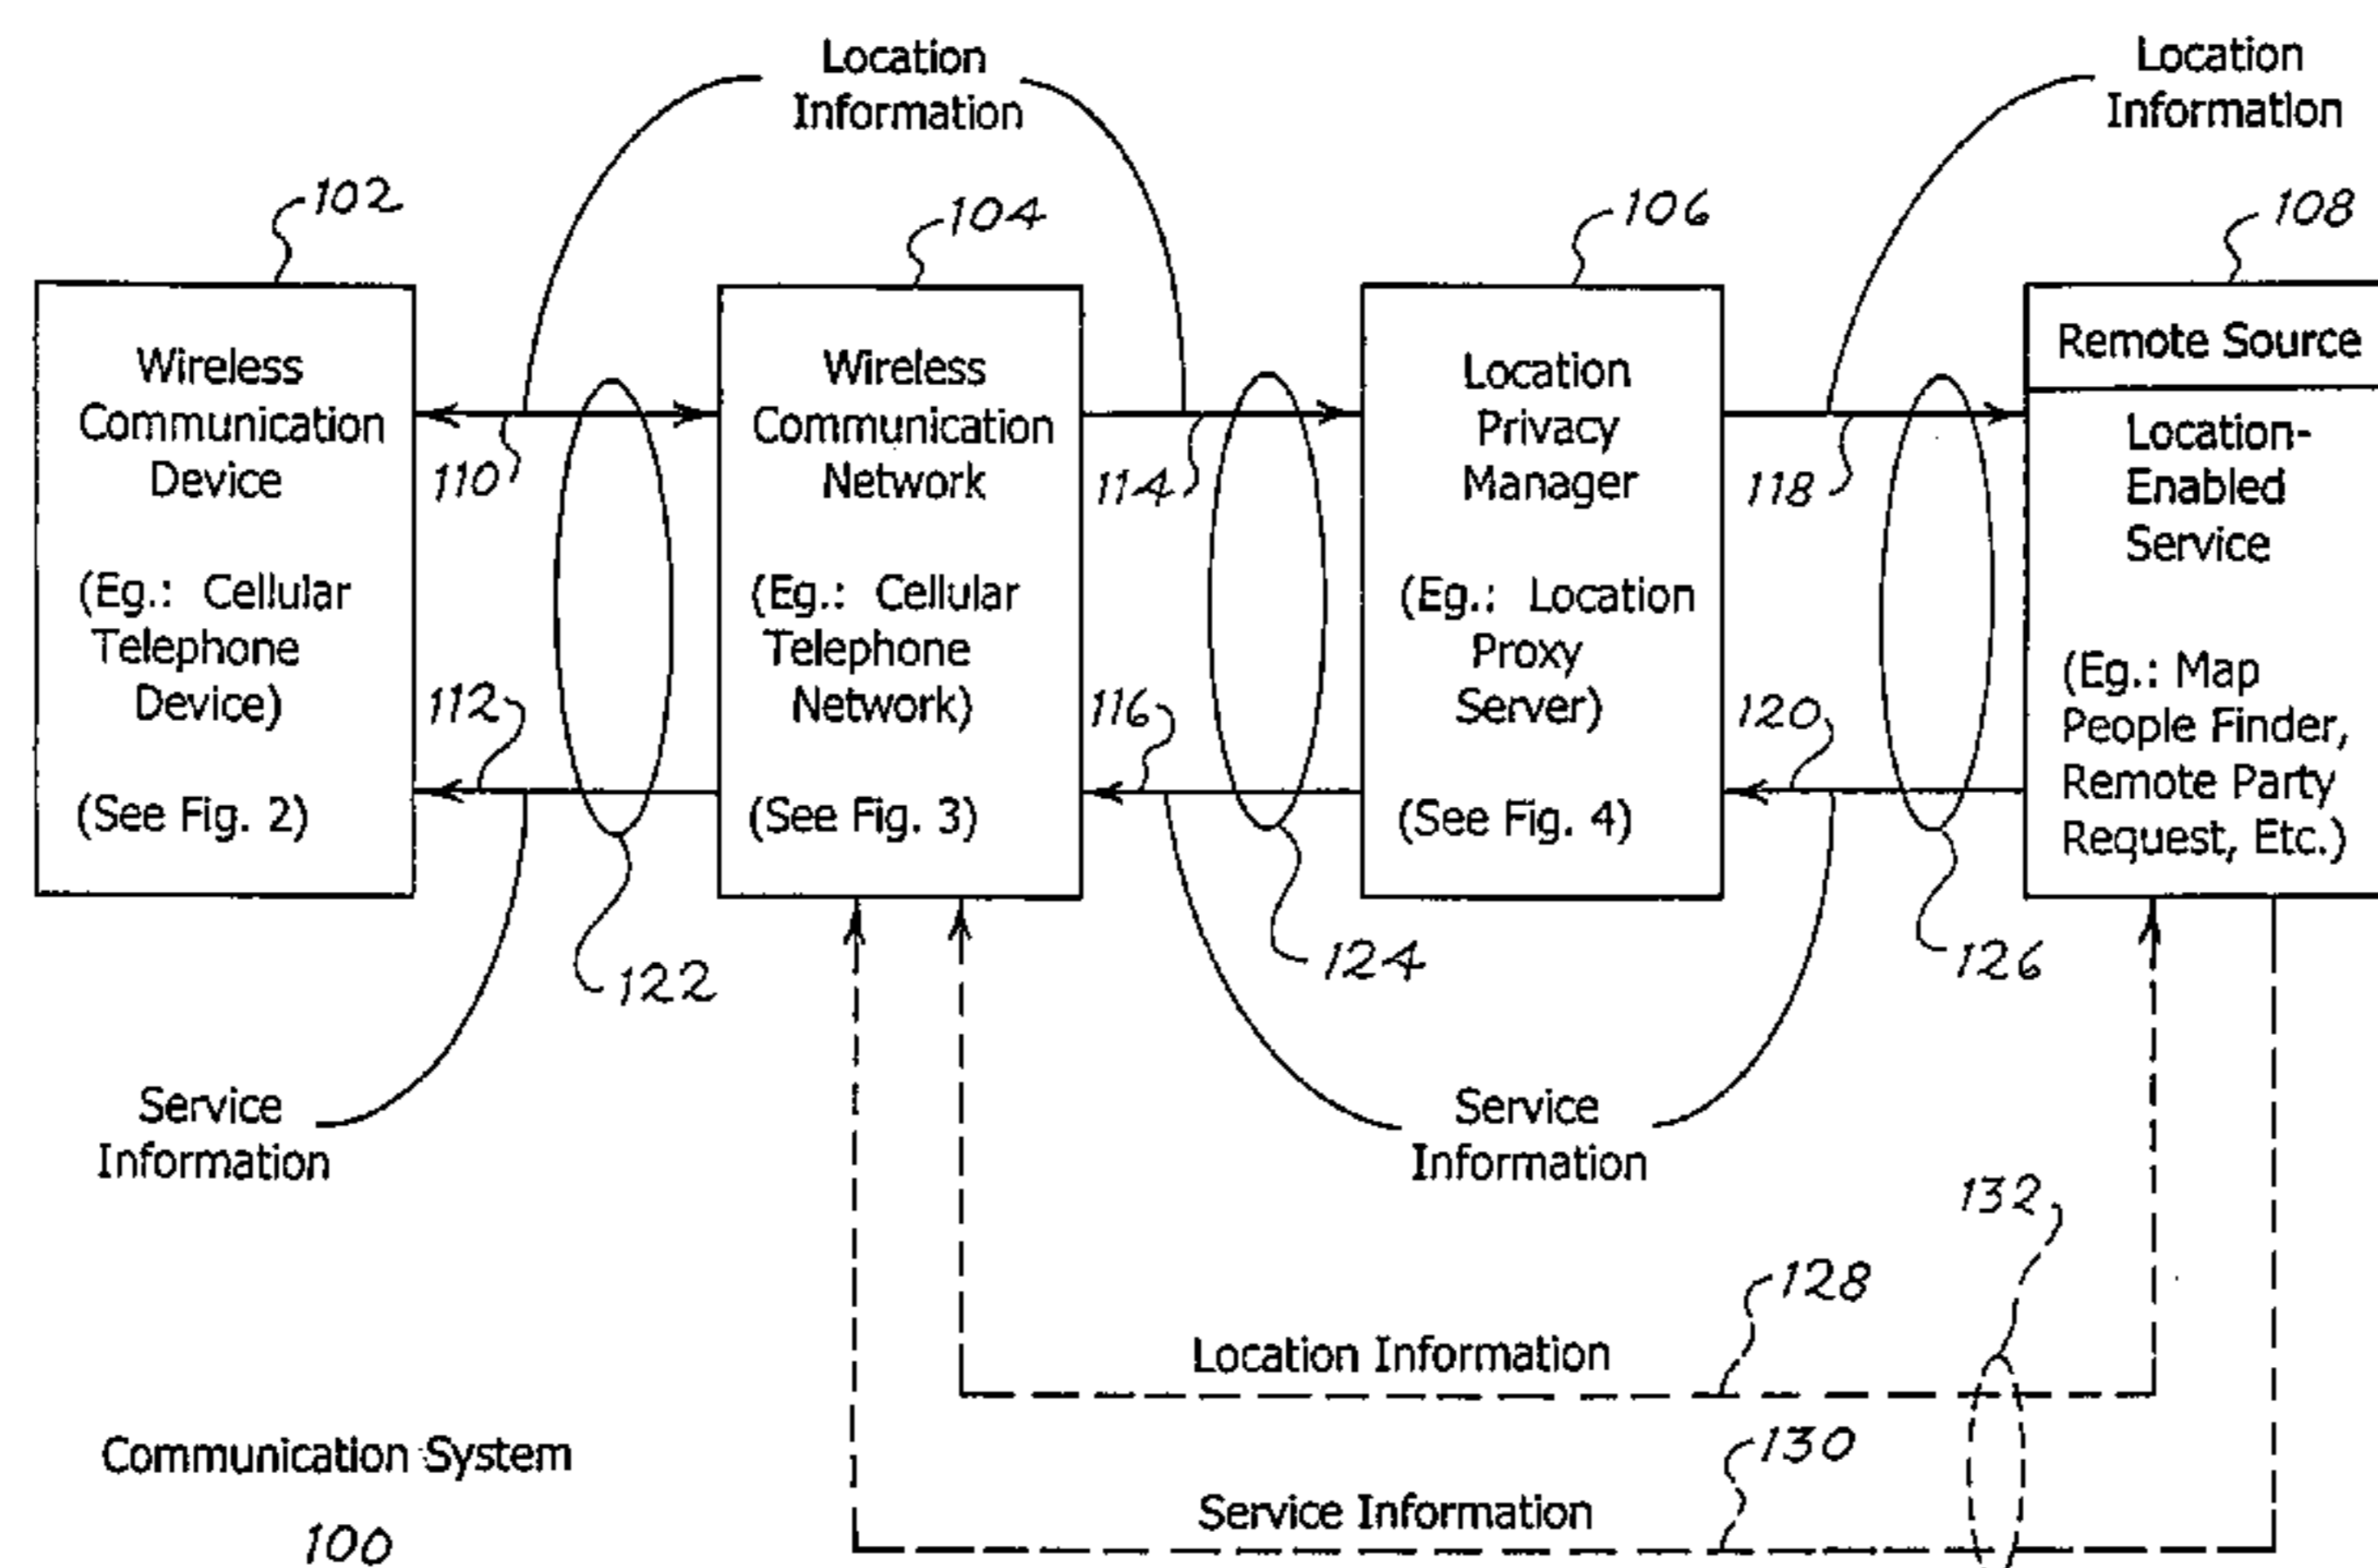 Location
Information
Location
Information
102
104
106
108
Wireless
Communication
Device
(Eg.: Cellular
Telephone
Device)
(See Fig. 2)
110
112
122
Wireless
Communication
Network
(Eg.: Cellular
Telephone
Network)
(See Fig. 3)
114
116
124
Location
Privacy
Manager
(Eg.: Location
Proxy
Server)
(See Fig. 4)
118
120
126
Remote Source
Location-
Enabled
Service
(Eg.: Map
People Finder,
Remote Party
Request, Etc.)
Service
Information
Service
Information
132
128
Location Information
130
Service Information
Communication System
100